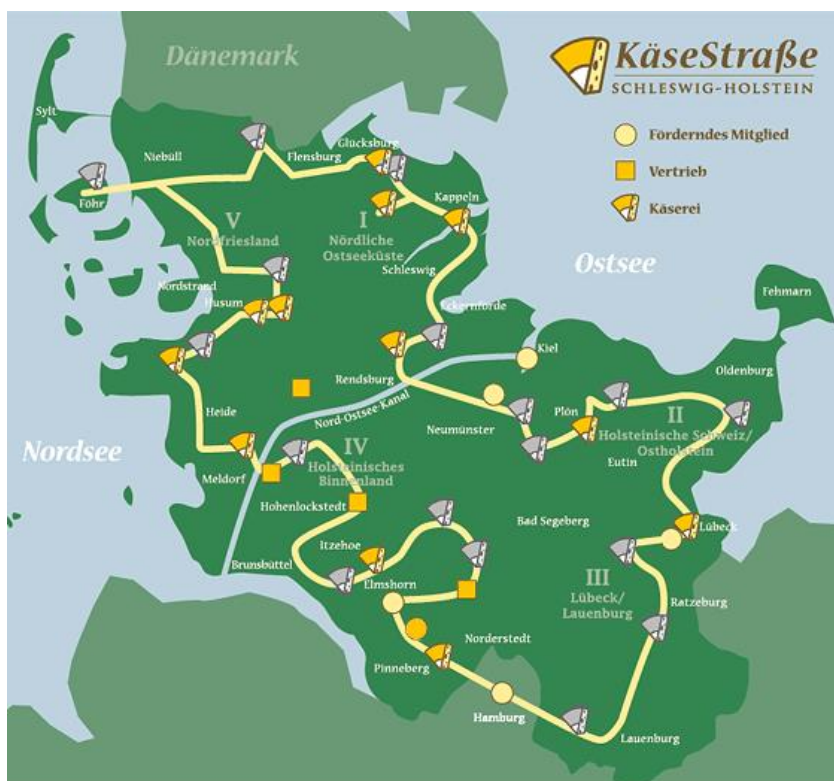 Dänemark
KäseStraße
SCHLESWIG-HOLSTEIN
Förderndes Mitglied
Vertrieb
Käserei
Sylt
Niebüll
Flensburg
Glücksburg
Föhr
Kappeln
V
Nordfriesland
I
Nördliche
Ostseeküste
Schleswig
Ostsee
Nordstrand
Husum
Eckernförde
Fehmarn
Kiel
Oldenburg
Rendsburg
Nord-Ostsee-Kanal
Heide
Neumünster
Plön
II
Holsteinische Schweiz/
Ostholstein
Eutin
Nordsee
IV
Holsteinisches
Binnenland
Meldorf
Hohenlockstedt
Bad Segeberg
Lübeck
Itzehoe
Brunsbüttel
Elmshorn
III
Lübeck/
Lauenburg
Ratzeburg
Norderstedt
Pinneberg
Hamburg
Lauenburg